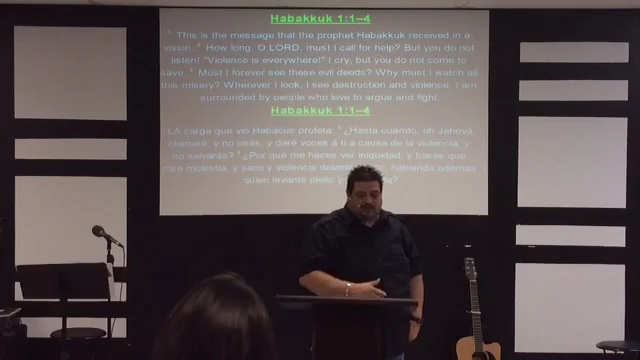 Habakkuk 1:1–4
¹ This is the message that the prophet Habakkuk received in a
vision. ² How long, O LORD, must I call for help? But you do not
listen! "Violence is everywhere!" I cry, but you do not come to
save. ³ Must I forever see these evil deeds? Why must I watch all
this misery? Wherever I look, I see destruction and violence. I am
surrounded by people who love to argue and fight.
Habakkuk 1:1–4
LA carga que vió Habacuc profeta. ² ¿Hasta cuándo, oh Jehová,
clamaré, y no oirás; y daré voces á ti a causa de la violencia, y
no salvarás? ³ ¿Por qué me haces ver iniquidad, y haces que
mire molestia, y saco y violencia delante habiendo además
quien levante pleito y